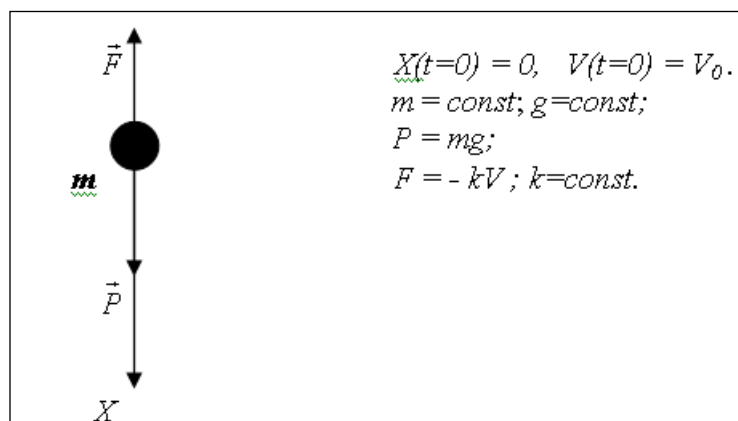 F
X(t=0) = 0, V(t=0) = V₀.
m = const; g=const;
P = mg;
F = - kV ; k=const.
m
P
X